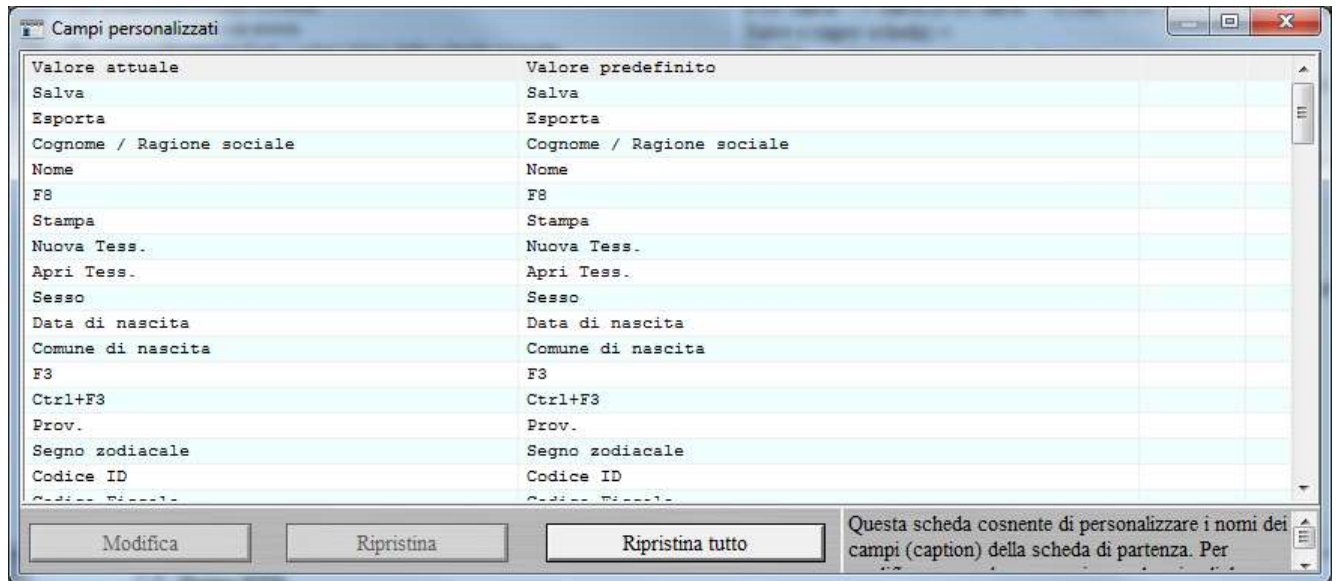 Campi personalizzati
Valore attuale Valore predefinito
Salva Salva
Esporta Esporta
Cognome / Ragione sociale Cognome / Ragione sociale
Nome Nome
F8 F8
Stampa Stampa
Nuova Tess. Nuova Tess.
Apri Tess. Apri Tess.
Sesso Sesso
Data di nascita Data di nascita
Comune di nascita Comune di nascita
F3 F3
Ctrl+F3 Ctrl+F3
Prov. Prov.
Segno zodiacale Segno zodiacale
Codice ID Codice ID
Codice Fiscale Codice Fiscale
Modifica Ripristina Ripristina tutto
Questa scheda cosnente di personalizzare i nomi dei
campi (caption) della scheda di partenza. Per